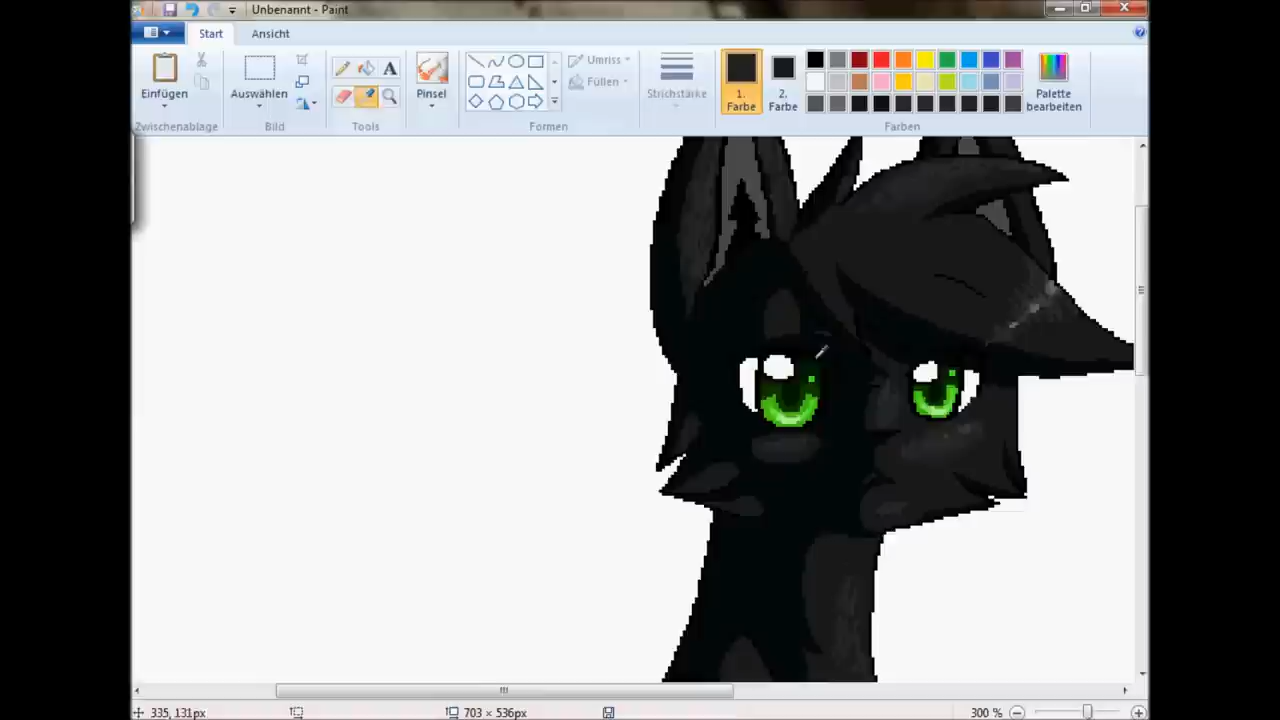 Unbenannt - Paint
Start
Ansicht
Einfügen
Zwischenablage
Auswählen
Bild
A
Tools
Pinsel
Umriss
Füllen
Formen
Strichstärke
1.
Farbe
2.
Farbe
Palette
bearbeiten
Farben
335, 131px
703 × 536px
300 %